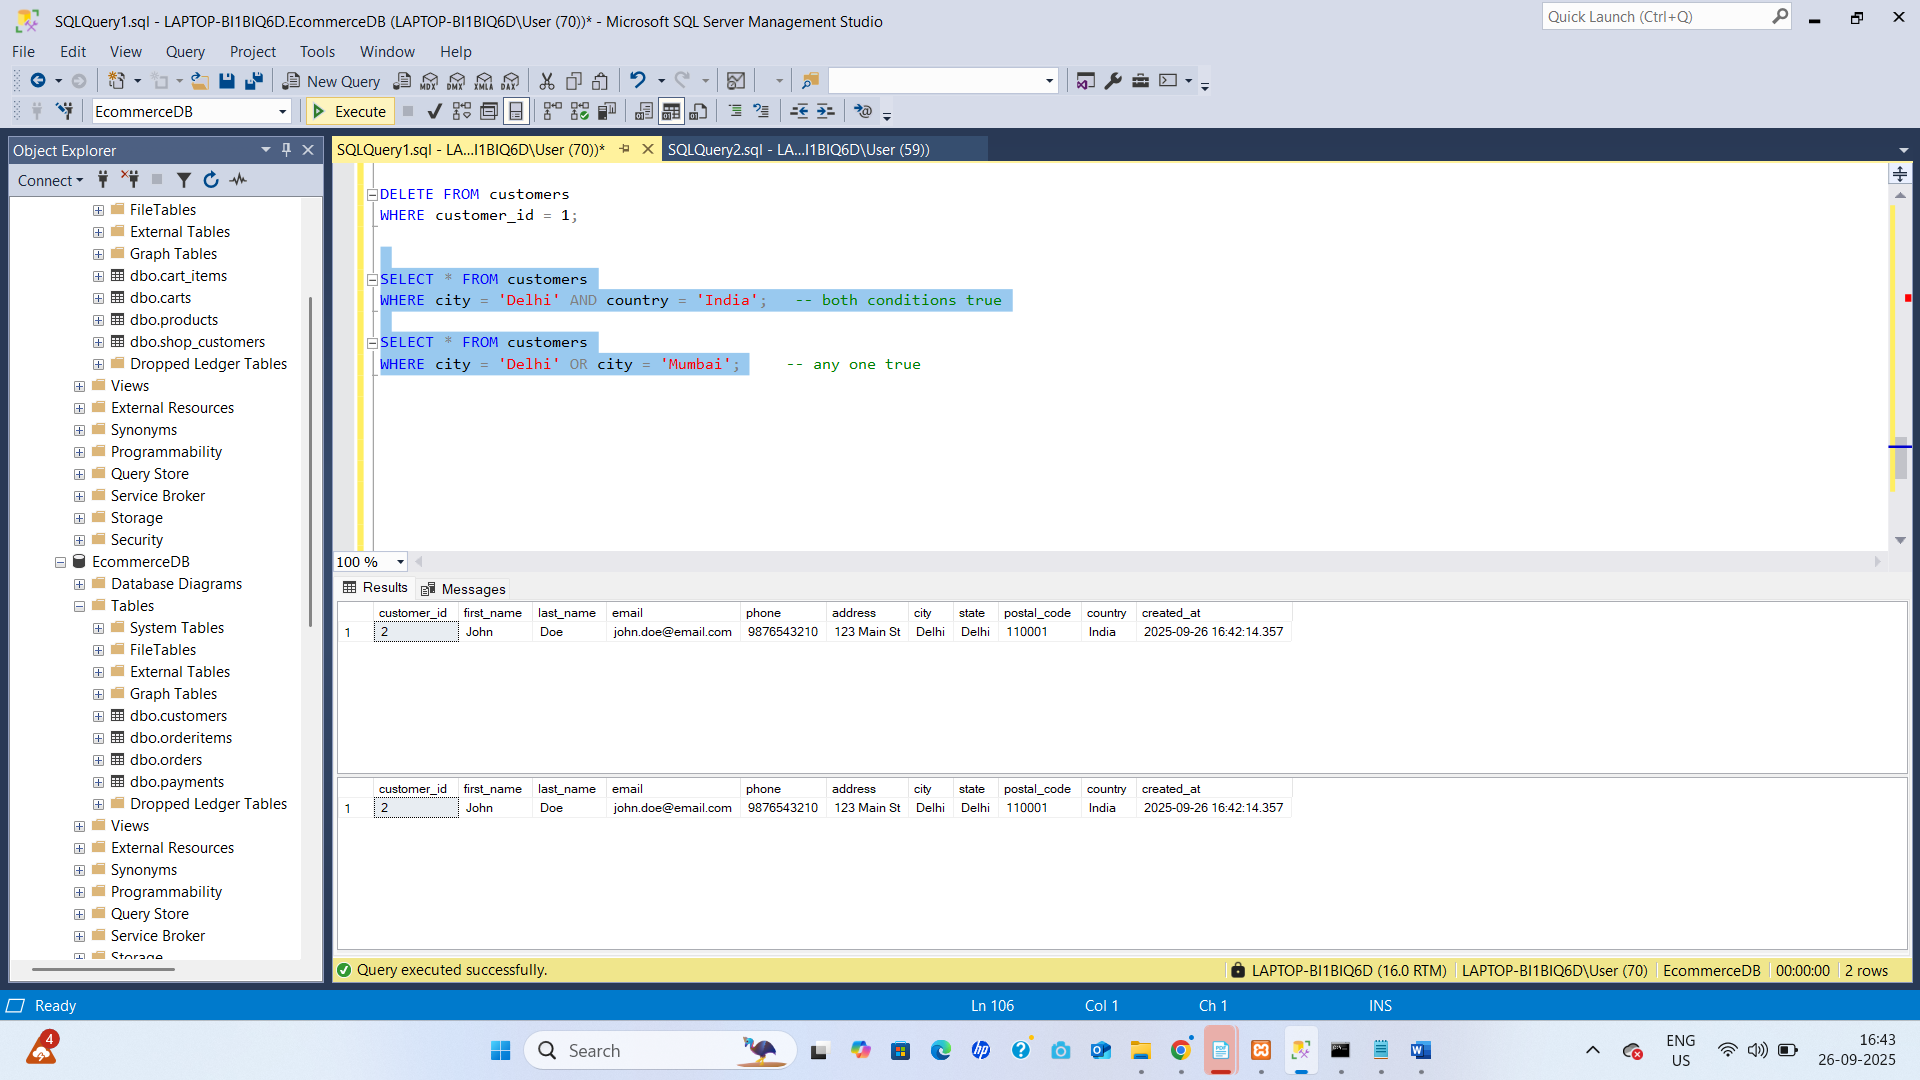 SQLQuery1.sql - LAPTOP-BI1BIQ6D.EcommerceDB (LAPTOP-BI1BIQ6D\User (70))* - Microsoft SQL Server Management Studio
Quick Launch (Ctrl+Q)
File Edit View Query Project Tools Window Help
New Query MDX DMX XMLA DAX
EcommerceDB Execute
Object Explorer
Connect
FileTables
External Tables
Graph Tables
dbo.cart_items
dbo.carts
dbo.products
dbo.shop_customers
Dropped Ledger Tables
Views
External Resources
Synonyms
Programmability
Query Store
Service Broker
Storage
Security
EcommerceDB
Database Diagrams
Tables
System Tables
FileTables
External Tables
Graph Tables
dbo.customers
dbo.orderitems
dbo.orders
dbo.payments
Dropped Ledger Tables
Views
External Resources
Synonyms
Programmability
Query Store
Service Broker
Storage
SQLQuery1.sql - LA...I1BIQ6D\User (70))* SQLQuery2.sql - LA...I1BIQ6D\User (59))
DELETE FROM customers
WHERE customer_id = 1;
SELECT * FROM customers
WHERE city = 'Delhi' AND country = 'India'; -- both conditions true
SELECT * FROM customers
WHERE city = 'Delhi' OR city = 'Mumbai'; -- any one true
100 %
Results Messages
customer_id first_name last_name email phone address city state postal_code country created_at
1 2 John Doe john.doe@email.com 9876543210 123 Main St Delhi Delhi 110001 India 2025-09-26 16:42:14.357
customer_id first_name last_name email phone address city state postal_code country created_at
1 2 John Doe john.doe@email.com 9876543210 123 Main St Delhi Delhi 110001 India 2025-09-26 16:42:14.357
Query executed successfully. LAPTOP-BI1BIQ6D (16.0 RTM) LAPTOP-BI1BIQ6D\User (70) EcommerceDB 00:00:00 2 rows
Ready Ln 106 Col 1 Ch 1 INS
4
Search
ENG
US
16:43
26-09-2025